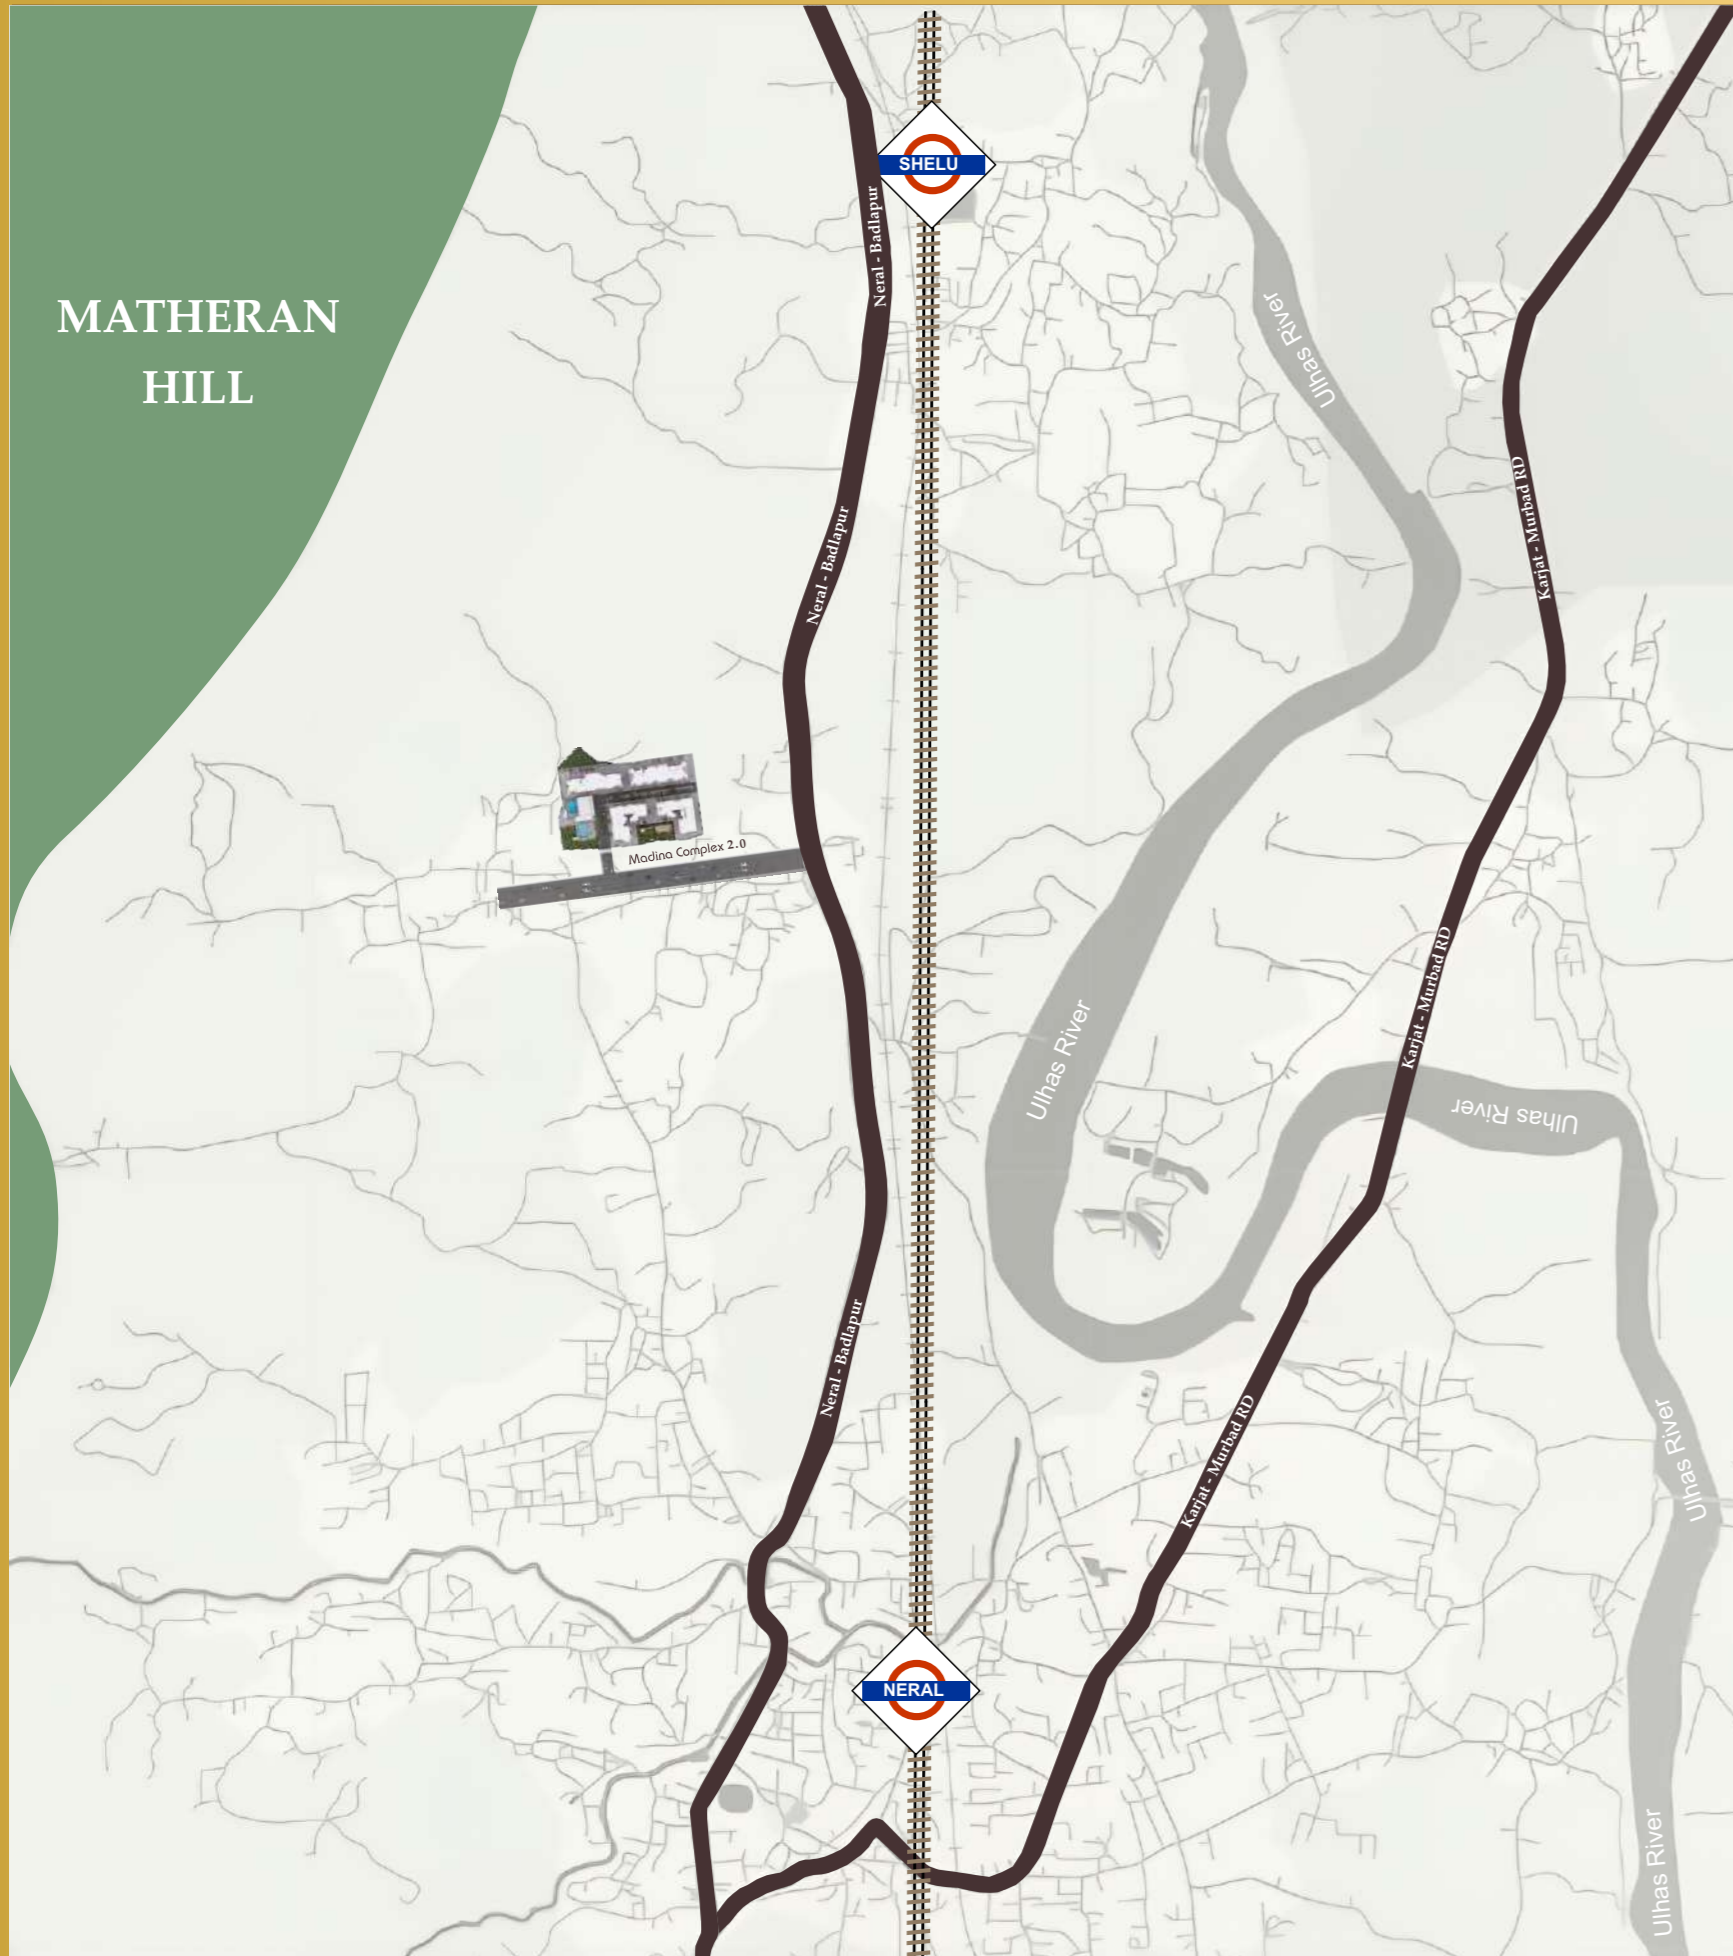 SHELU
Neral - Badlapur
MATHERAN
HILL
Ulhas River
Karjat - Murbad RD
Neral - Badlapur
Madina Complex 2.0
Karjat - Murbad RD
Ulhas River
Ulhas River
Neral - Badlapur
Karjat - Murbad RD
Ulhas River
NERAL
Ulhas River